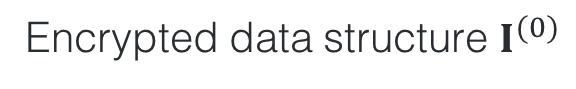 Encrypted data structure I⁽⁰⁾